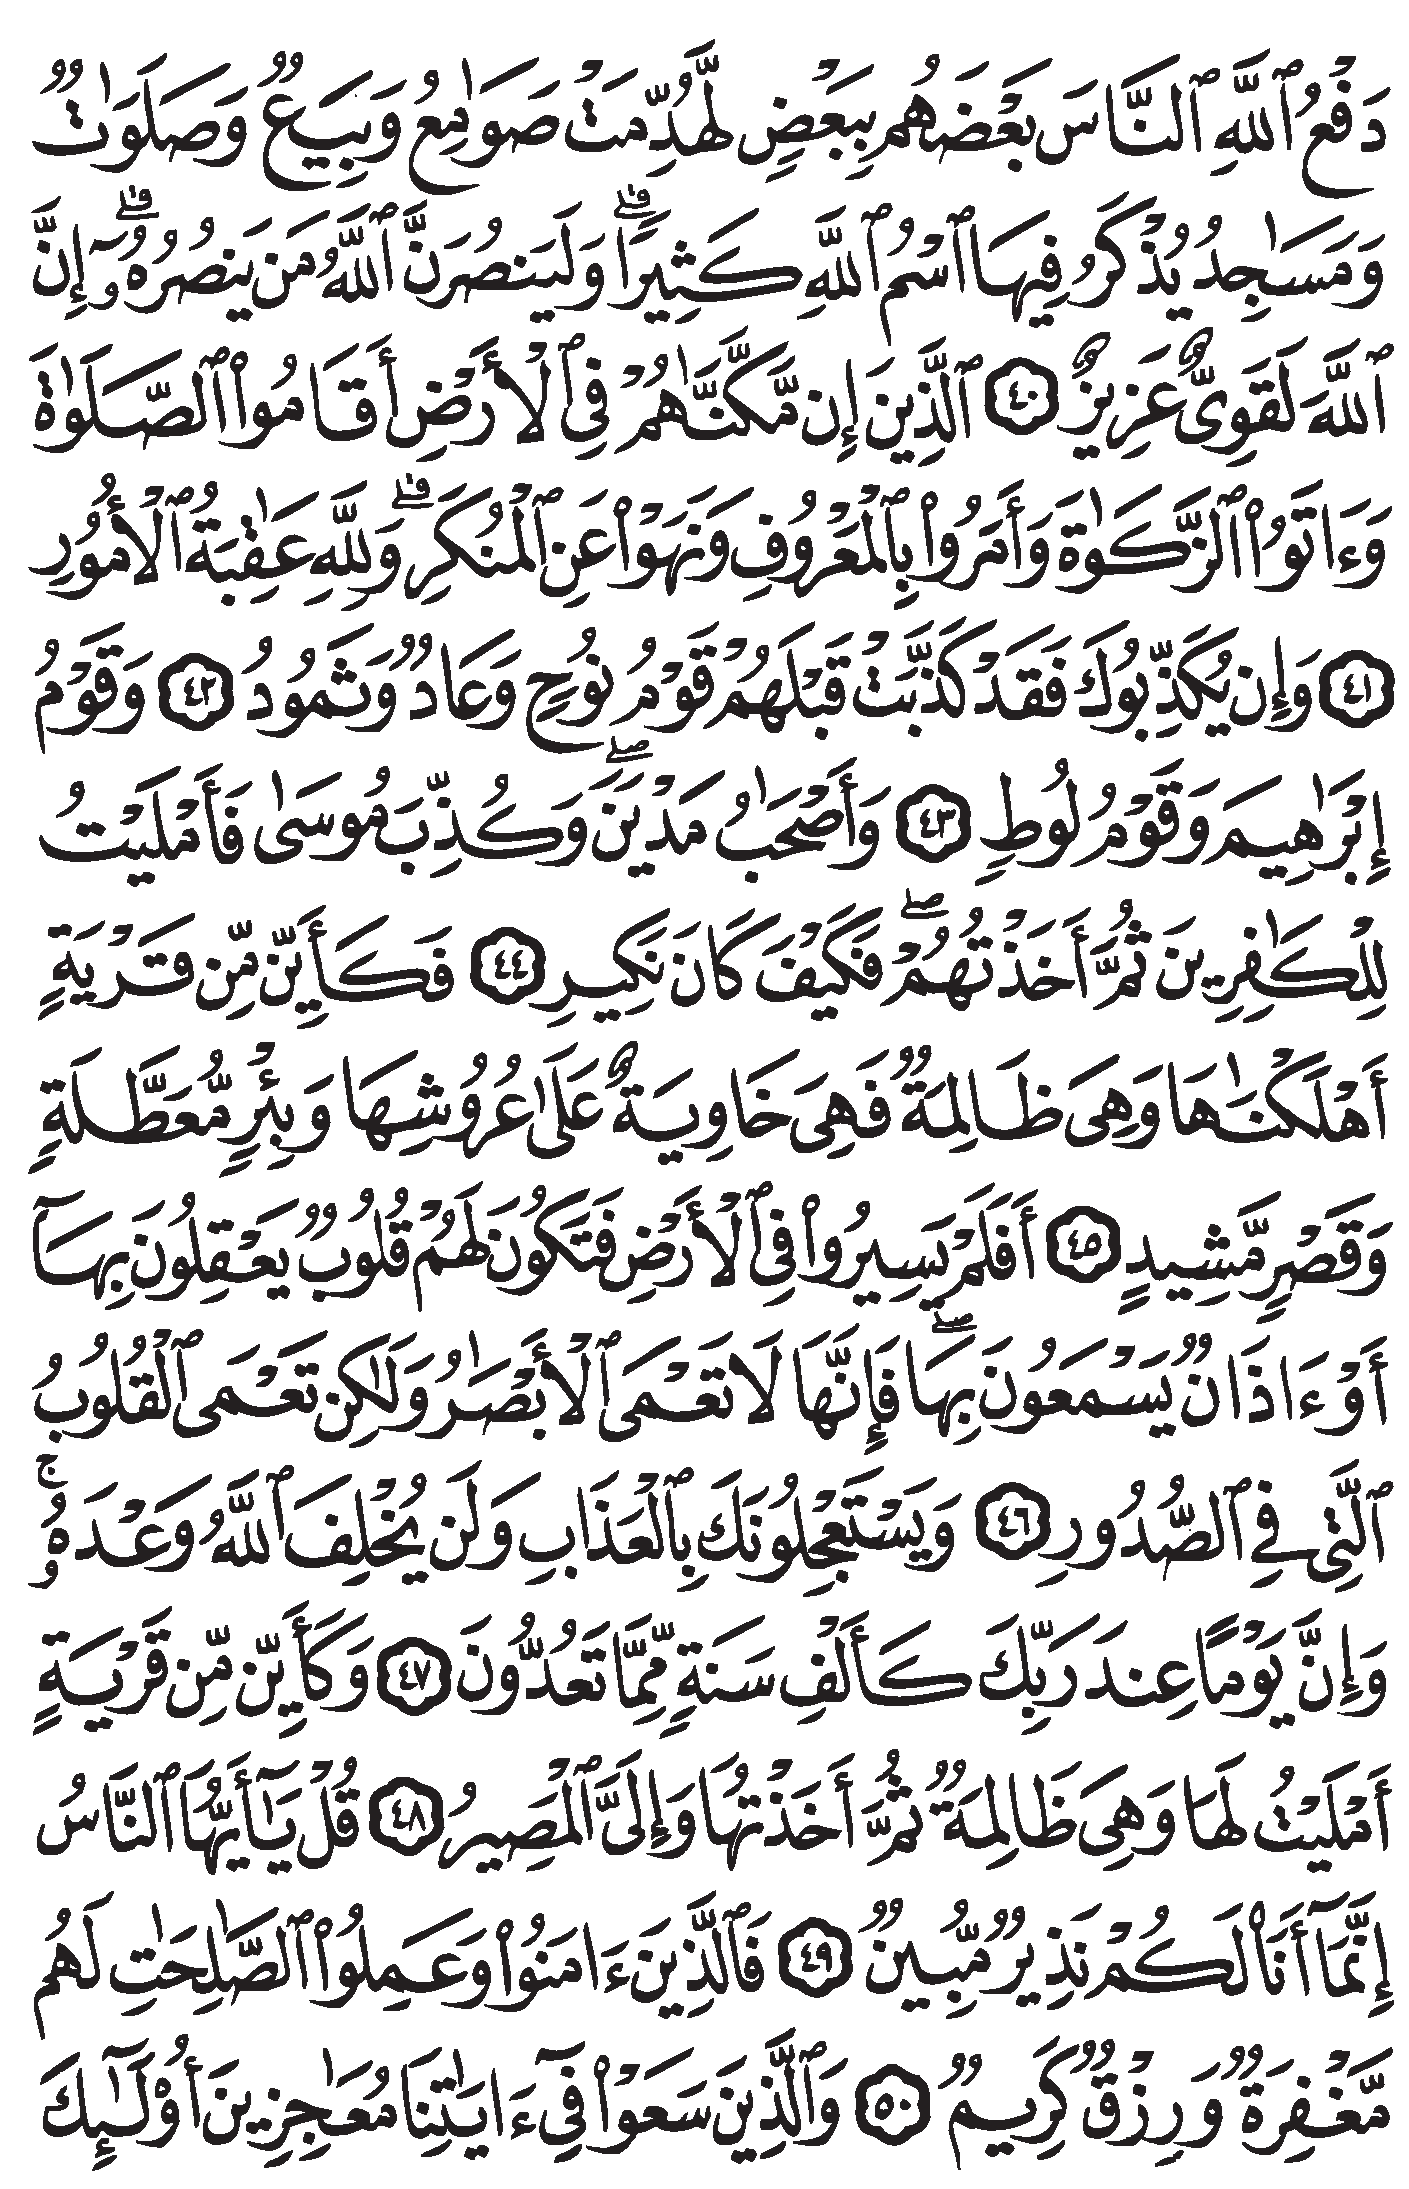 دَفْعُ ٱللَّهِ ٱلنَّاسَ بَعْضَهُم بِبَعْضٍ لَّهُدِّمَتْ صَوَٰمِعُ وَبِيَعٌ وَصَلَوَٰتٌ
وَمَسَٰجِدُ يُذْكَرُ فِيهَا ٱسْمُ ٱللَّهِ كَثِيرًا ۗ وَلَيَنصُرَنَّ ٱللَّهُ مَن يَنصُرُهُۥٓ ۗ إِنَّ
ٱللَّهَ لَقَوِىٌّ عَزِيزٌ ٤٠ ٱلَّذِينَ إِن مَّكَّنَّٰهُمْ فِى ٱلْأَرْضِ أَقَامُوا۟ ٱلصَّلَوٰةَ
وَءَاتَوُا۟ ٱلزَّكَوٰةَ وَأَمَرُوا۟ بِٱلْمَعْرُوفِ وَنَهَوْا۟ عَنِ ٱلْمُنكَرِ ۗ وَلِلَّهِ عَٰقِبَةُ ٱلْأُمُورِ
٤١ وَإِن يُكَذِّبُوكَ فَقَدْ كَذَّبَتْ قَبْلَهُمْ قَوْمُ نُوحٍ وَعَادٌ وَثَمُودُ ٤٢ وَقَوْمُ
إِبْرَٰهِيمَ وَقَوْمُ لُوطٍ ٤٣ وَأَصْحَٰبُ مَدْيَنَ ۖ وَكُذِّبَ مُوسَىٰ فَأَمْلَيْتُ
لِلْكَٰفِرِينَ ثُمَّ أَخَذْتُهُمْ ۖ فَكَيْفَ كَانَ نَكِيرِ ٤٤ فَكَأَيِّن مِّن قَرْيَةٍ
أَهْلَكْنَٰهَا وَهِىَ ظَالِمَةٌ فَهِىَ خَاوِيَةٌ عَلَىٰ عُرُوشِهَا وَبِئْرٍ مُّعَطَّلَةٍ
وَقَصْرٍ مَّشِيدٍ ٤٥ أَفَلَمْ يَسِيرُوا۟ فِى ٱلْأَرْضِ فَتَكُونَ لَهُمْ قُلُوبٌ يَعْقِلُونَ بِهَآ
أَوْ ءَاذَانٌ يَسْمَعُونَ بِهَا ۖ فَإِنَّهَا لَا تَعْمَى ٱلْأَبْصَٰرُ وَلَٰكِن تَعْمَى ٱلْقُلُوبُ
ٱلَّتِى فِى ٱلصُّدُورِ ٤٦ وَيَسْتَعْجِلُونَكَ بِٱلْعَذَابِ وَلَن يُخْلِفَ ٱللَّهُ وَعْدَهُۥ ۚ
وَإِنَّ يَوْمًا عِندَ رَبِّكَ كَأَلْفِ سَنَةٍ مِّمَّا تَعُدُّونَ ٤٧ وَكَأَيِّن مِّن قَرْيَةٍ
أَمْلَيْتُ لَهَا وَهِىَ ظَالِمَةٌ ثُمَّ أَخَذْتُهَا وَإِلَىَّ ٱلْمَصِيرُ ٤٨ قُلْ يَٰٓأَيُّهَا ٱلنَّاسُ
إِنَّمَآ أَنَا۠ لَكُمْ نَذِيرٌ مُّبِينٌ ٤٩ فَٱلَّذِينَ ءَامَنُوا۟ وَعَمِلُوا۟ ٱلصَّٰلِحَٰتِ لَهُم
مَّغْفِرَةٌ وَرِزْقٌ كَرِيمٌ ٥٠ وَٱلَّذِينَ سَعَوْا۟ فِىٓ ءَايَٰتِنَا مُعَٰجِزِينَ أُو۟لَٰٓئِكَ